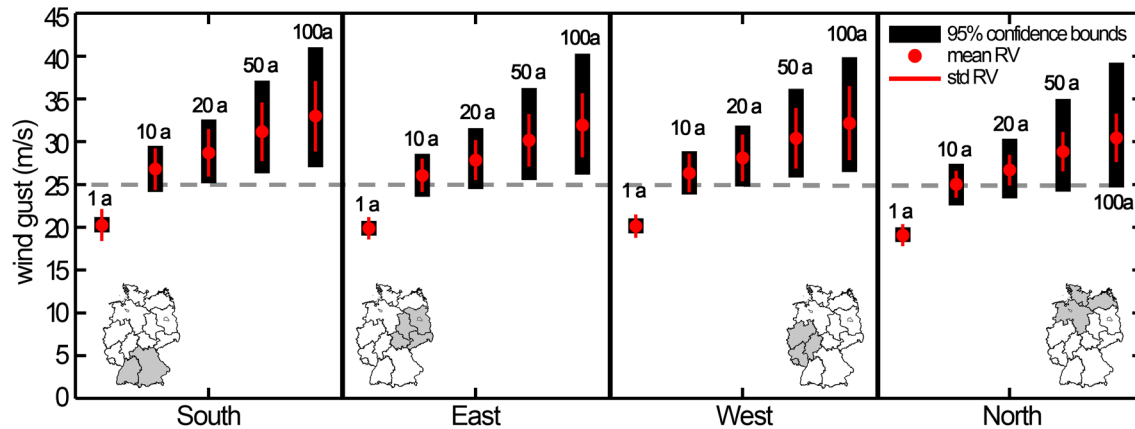 45
40
35
30
25
20
15
10
5
0
wind gust (m/s)
1 a
10 a
20 a
50 a
100a
1 a
10 a
20 a
50 a
100a
1 a
10 a
20 a
50 a
100a
1 a
10 a
20 a
50 a
100a
95% confidence bounds
mean RV
std RV
South
East
West
North